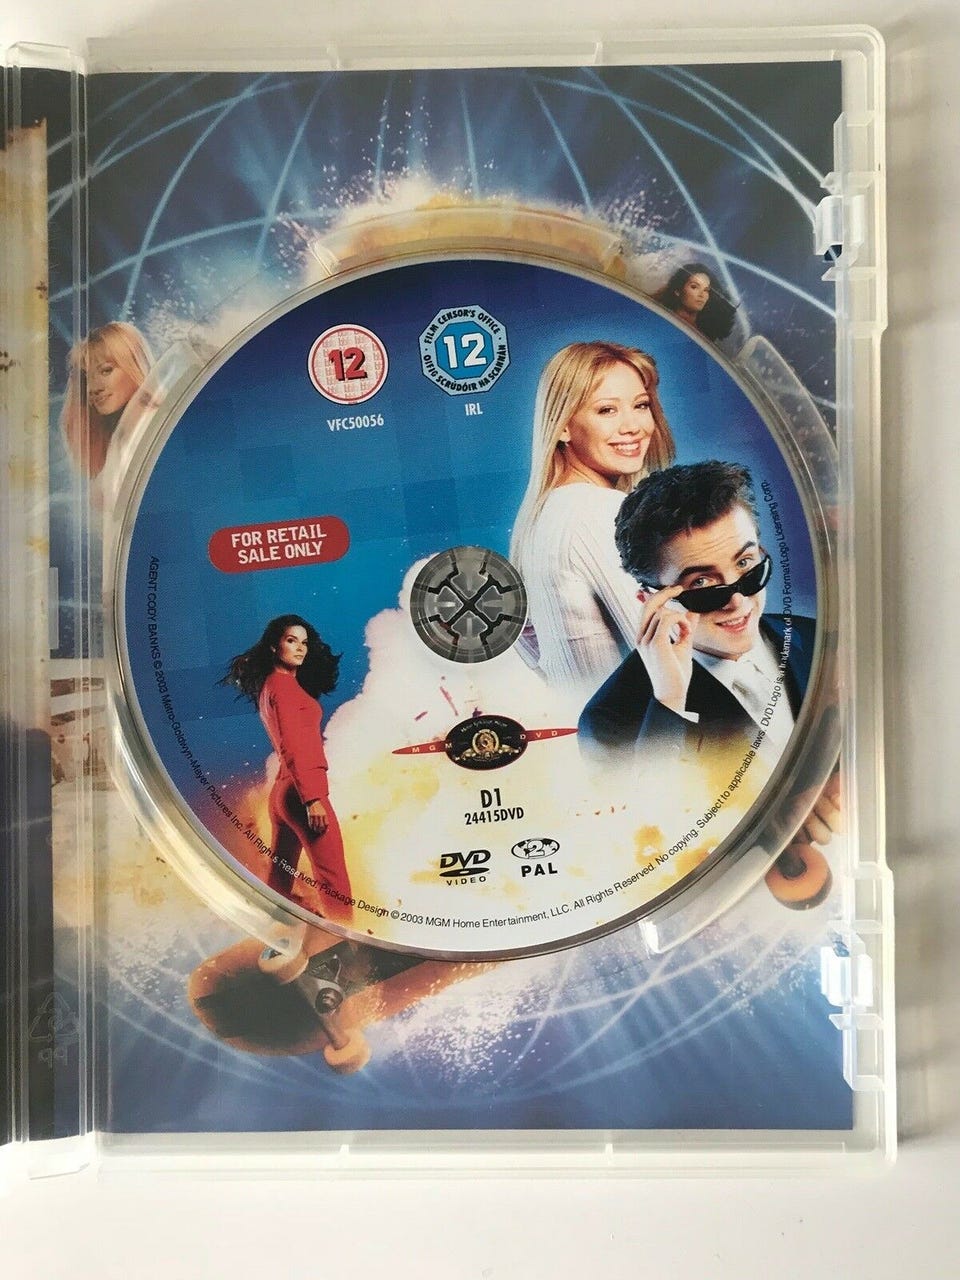 12
VFC50056
· FILM CENSOR'S OFFICE ·
12
OIFIG SCRÚDÓIR NA SCANNÁN
IRL
FOR RETAIL
SALE ONLY
MGM DVD
D1
24415DVD
DVD
VIDEO
2
PAL
AGENT CODY BANKS © 2003 Metro-Goldwyn-Mayer Pictures Inc. All Rights Reserved. Package Design © 2003 MGM Home Entertainment, LLC. All Rights Reserved. No copying. Subject to applicable laws. DVD Logo is a trademark of DVD Format/Logo Licensing Corp.
PP